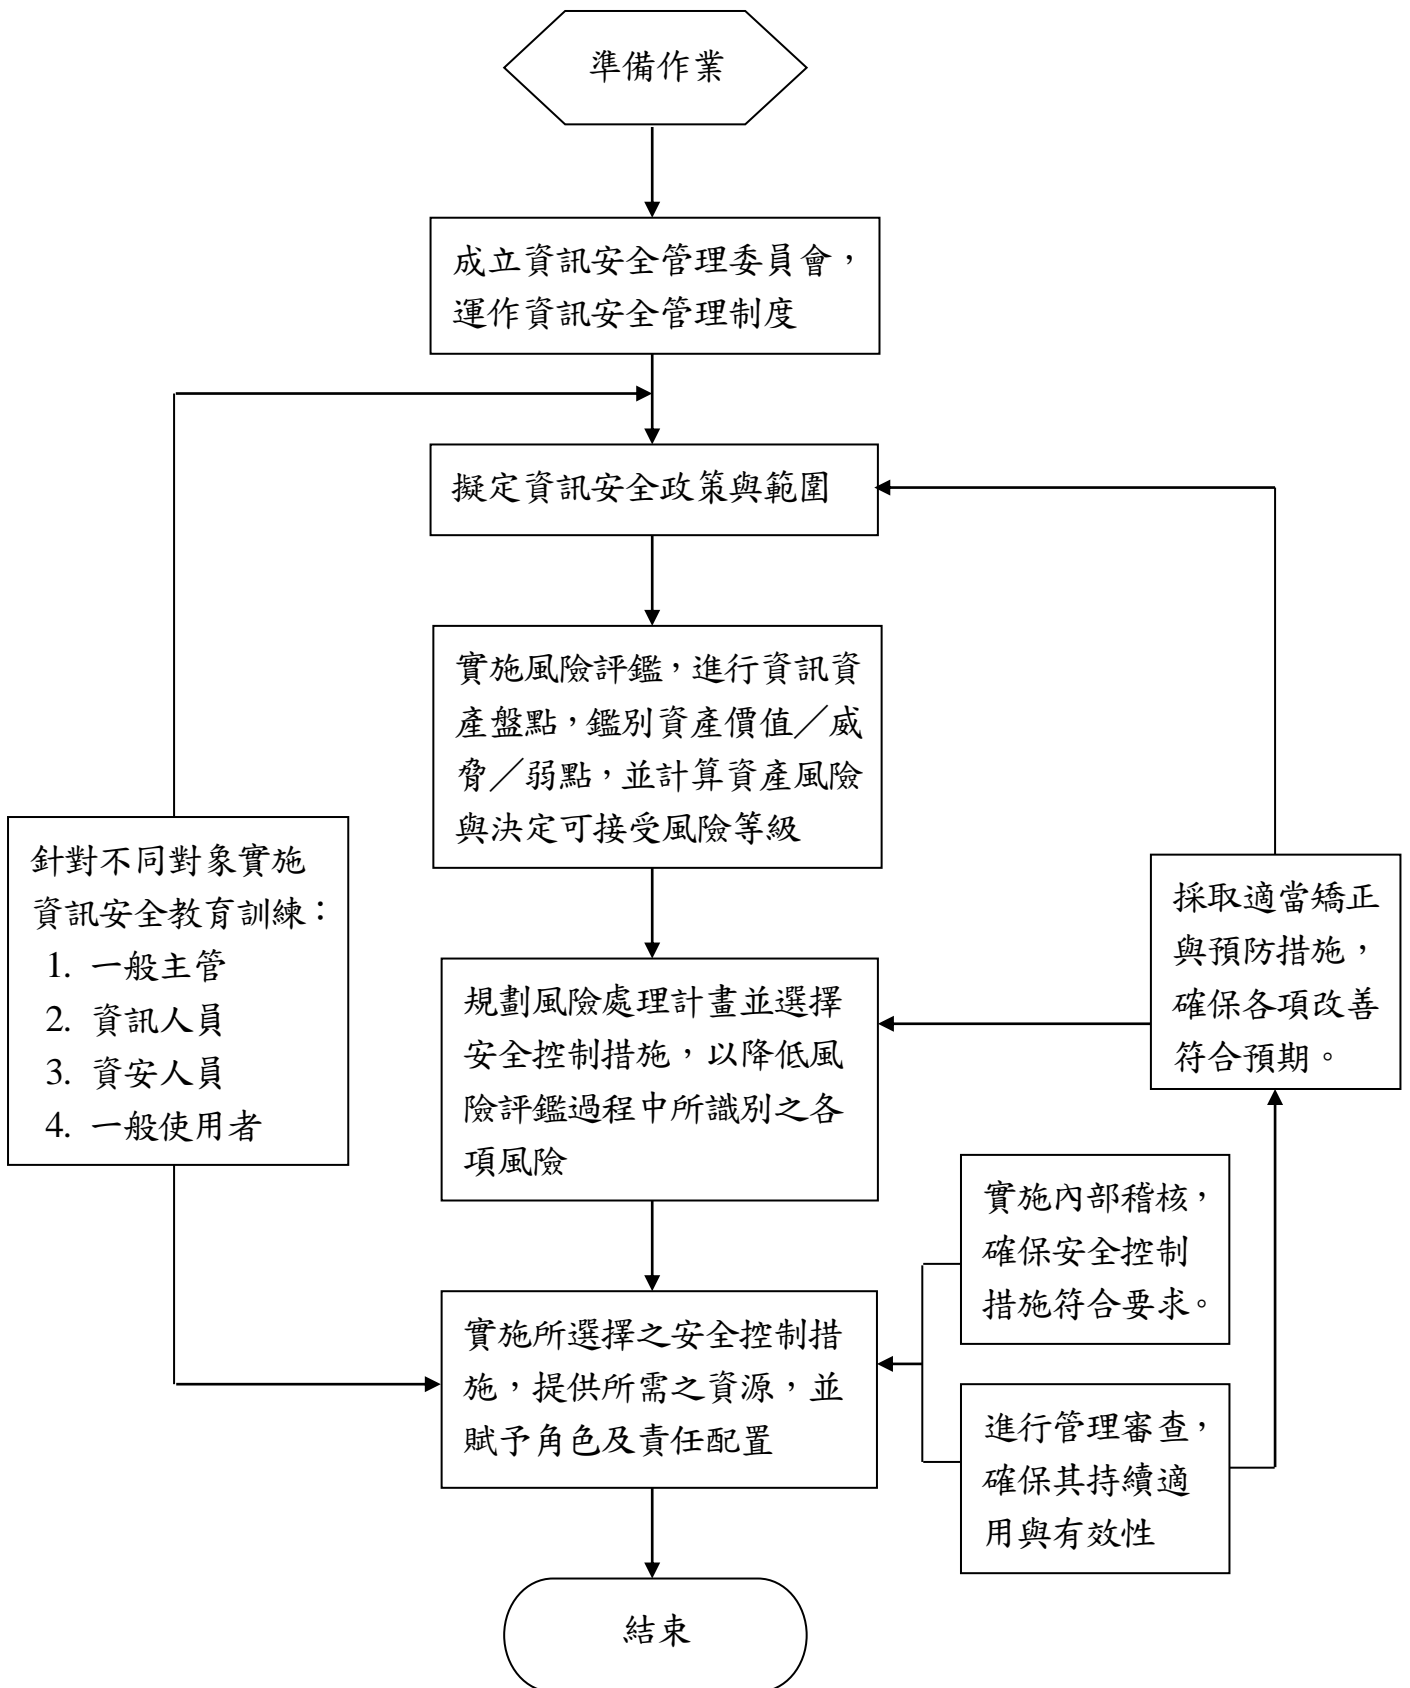 準備作業
成立資訊安全管理委員會，
運作資訊安全管理制度
擬定資訊安全政策與範圍
實施風險評鑑，進行資訊資
產盤點，鑑別資產價值／威
脅／弱點，並計算資產風險
與決定可接受風險等級
針對不同對象實施
資訊安全教育訓練：
1. 一般主管
2. 資訊人員
3. 資安人員
4. 一般使用者
規劃風險處理計畫並選擇
安全控制措施，以降低風
險評鑑過程中所識別之各
項風險
採取適當矯正
與預防措施，
確保各項改善
符合預期。
實施內部稽核，
確保安全控制
措施符合要求。
實施所選擇之安全控制措
施，提供所需之資源，並
賦予角色及責任配置
進行管理審查，
確保其持續適
用與有效性
結束